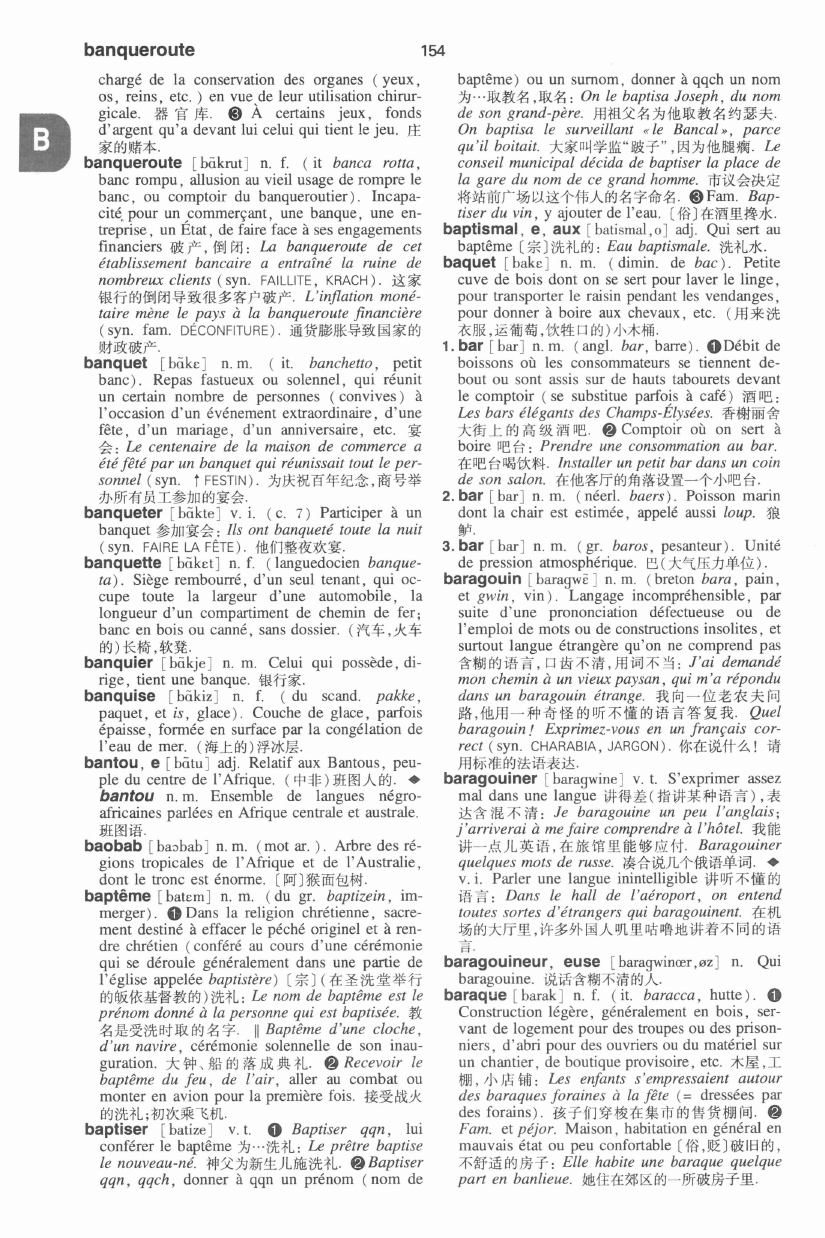 banqueroute
154
B
chargé de la conservation des organes (yeux,
os, reins, etc.) en vue de leur utilisation chirur-
gicale. 器官库. ❸ À certains jeux, fonds
d'argent qu'a devant lui celui qui tient le jeu. 庄
家的赌本.
banqueroute [bɑ̃krut] n. f. (it banca rotta,
banc rompu, allusion au vieil usage de rompre le
banc, ou comptoir du banqueroutier). Incapa-
cité pour un commerçant, une banque, une en-
treprise, un État, de faire face à ses engagements
financiers 破产,倒闭: La banqueroute de cet
établissement bancaire a entraîné la ruine de
nombreux clients (syn. FAILLITE, KRACH). 这家
银行的倒闭导致很多客户破产. L'inflation moné-
taire mène le pays à la banqueroute financière
(syn. fam. DÉCONFITURE). 通货膨胀导致国家的
财政破产.
banquet [bɑ̃kɛ] n. m. (it. banchetto, petit
banc). Repas fastueux ou solennel, qui réunit
un certain nombre de personnes (convives) à
l'occasion d'un événement extraordinaire, d'une
fête, d'un mariage, d'un anniversaire, etc. 宴
会: Le centenaire de la maison de commerce a
été fêté par un banquet qui réunissait tout le per-
sonnel (syn. ↑FESTIN). 为庆祝百年纪念,商号举
办所有员工参加的宴会.
banqueter [bɑ̃kte] v. i. (c. 7) Participer à un
banquet 参加宴会: Ils ont banqueté toute la nuit
(syn. FAIRE LA FÊTE). 他们整夜欢宴.
banquette [bɑ̃kɛt] n. f. (languedocien banque-
ta). Siège rembourré, d'un seul tenant, qui oc-
cupe toute la largeur d'une automobile, la
longueur d'un compartiment de chemin de fer;
banc en bois ou canné, sans dossier. (汽车,火车
的)长椅,软凳.
banquier [bɑ̃kje] n. m. Celui qui possède, di-
rige, tient une banque. 银行家.
banquise [bɑ̃kiz] n. f. (du scand. pakke,
paquet, et is, glace). Couche de glace, parfois
épaisse, formée en surface par la congélation de
l'eau de mer. (海上的)浮冰层.
bantou, e [bɑ̃tu] adj. Relatif aux Bantous, peu-
ple du centre de l'Afrique. (中非)班图人的. ◆
bantou n. m. Ensemble de langues négro-
africaines parlées en Afrique centrale et australe.
班图语.
baobab [baɔbab] n. m. (mot ar.). Arbre des ré-
gions tropicales de l'Afrique et de l'Australie,
dont le tronc est énorme. 〔阿〕猴面包树.
baptême [batɛm] n. m. (du gr. baptizein, im-
merger). ❶ Dans la religion chrétienne, sacre-
ment destiné à effacer le péché originel et à ren-
dre chrétien (conféré au cours d'une cérémonie
qui se déroule généralement dans une partie de
l'église appelée baptistère) 〔宗〕(在圣洗堂举行
的皈依基督教的)洗礼: Le nom de baptême est le
prénom donné à la personne qui est baptisée. 教
名是受洗时取的名字. ‖ Baptême d'une cloche,
d'un navire, cérémonie solennelle de son inau-
guration. 大钟、船的落成典礼. ❷ Recevoir le
baptême du feu, de l'air, aller au combat ou
monter en avion pour la première fois. 接受战火
的洗礼;初次乘飞机.
baptiser [batize] v. t. ❶ Baptiser qqn, lui
conférer le baptême 为…洗礼: Le prêtre baptise
le nouveau-né. 神父为新生儿施洗礼. ❷ Baptiser
qqn, qqch, donner à qqn un prénom (nom de
baptême) ou un surnom, donner à qqch un nom
为…取教名,取名: On le baptisa Joseph, du nom
de son grand-père. 用祖父名为他取教名约瑟夫.
On baptisa le surveillant «le Bancal», parce
qu'il boitait. 大家叫学监“跛子”,因为他腿瘸. Le
conseil municipal décida de baptiser la place de
la gare du nom de ce grand homme. 市议会决定
将站前广场以这个伟人的名字命名. ❸ Fam. Bap-
tiser du vin, y ajouter de l'eau. 〔俗〕在酒里搀水.
baptismal, e, aux [batismal,o] adj. Qui sert au
baptême 〔宗〕洗礼的: Eau baptismale. 洗礼水.
baquet [bakɛ] n. m. (dimin. de bac). Petite
cuve de bois dont on se sert pour laver le linge,
pour transporter le raisin pendant les vendanges,
pour donner à boire aux chevaux, etc. (用来洗
衣服,运葡萄,饮牲口的)小木桶.
1. bar [bar] n. m. (angl. bar, barre). ❶ Débit de
boissons où les consommateurs se tiennent de-
bout ou sont assis sur de hauts tabourets devant
le comptoir (se substitue parfois à café) 酒吧:
Les bars élégants des Champs-Élysées. 香榭丽舍
大街上的高级酒吧. ❷ Comptoir où on sert à
boire 吧台: Prendre une consommation au bar.
在吧台喝饮料. Installer un petit bar dans un coin
de son salon. 在他客厅的角落设置一个小吧台.
2. bar [bar] n. m. (néerl. baers). Poisson marin
dont la chair est estimée, appelé aussi loup. 狼
鲈.
3. bar [bar] n. m. (gr. baros, pesanteur). Unité
de pression atmosphérique. 巴(大气压力单位).
baragouin [baragwɛ̃] n. m. (breton bara, pain,
et gwin, vin). Langage incompréhensible, par
suite d'une prononciation défectueuse ou de
l'emploi de mots ou de constructions insolites, et
surtout langue étrangère qu'on ne comprend pas
含糊的语言,口齿不清,用词不当: J'ai demandé
mon chemin à un vieux paysan, qui m'a répondu
dans un baragouin étrange. 我向一位老农夫问
路,他用一种奇怪的听不懂的语言答复我. Quel
baragouin! Exprimez-vous en un français cor-
rect (syn. CHARABIA, JARGON). 你在说什么! 请
用标准的法语表达.
baragouiner [baragwine] v. t. S'exprimer assez
mal dans une langue 讲得差(指讲某种语言),表
达含混不清: Je baragouine un peu l'anglais;
j'arriverai à me faire comprendre à l'hôtel. 我能
讲一点儿英语,在旅馆里能够应付. Baragouiner
quelques mots de russe. 凑合说几个俄语单词. ◆
v. i. Parler une langue inintelligible 讲听不懂的
语言: Dans le hall de l'aéroport, on entend
toutes sortes d'étrangers qui baragouinent. 在机
场的大厅里,许多外国人叽里咕噜地讲着不同的语
言.
baragouineur, euse [baragwinœr,øz] n. Qui
baragouine. 说话含糊不清的人.
baraque [barak] n. f. (it. baracca, hutte). ❶
Construction légère, généralement en bois, ser-
vant de logement pour des troupes ou des prison-
niers, d'abri pour des ouvriers ou du matériel sur
un chantier, de boutique provisoire, etc. 木屋,工
棚,小店铺: Les enfants s'empressaient autour
des baraques foraines à la fête (= dressées par
des forains). 孩子们穿梭在集市的售货棚间. ❷
Fam. et péjor. Maison, habitation en général en
mauvais état ou peu confortable 〔俗,贬〕破旧的,
不舒适的房子: Elle habite une baraque quelque
part en banlieue. 她住在郊区的一所破房子里.